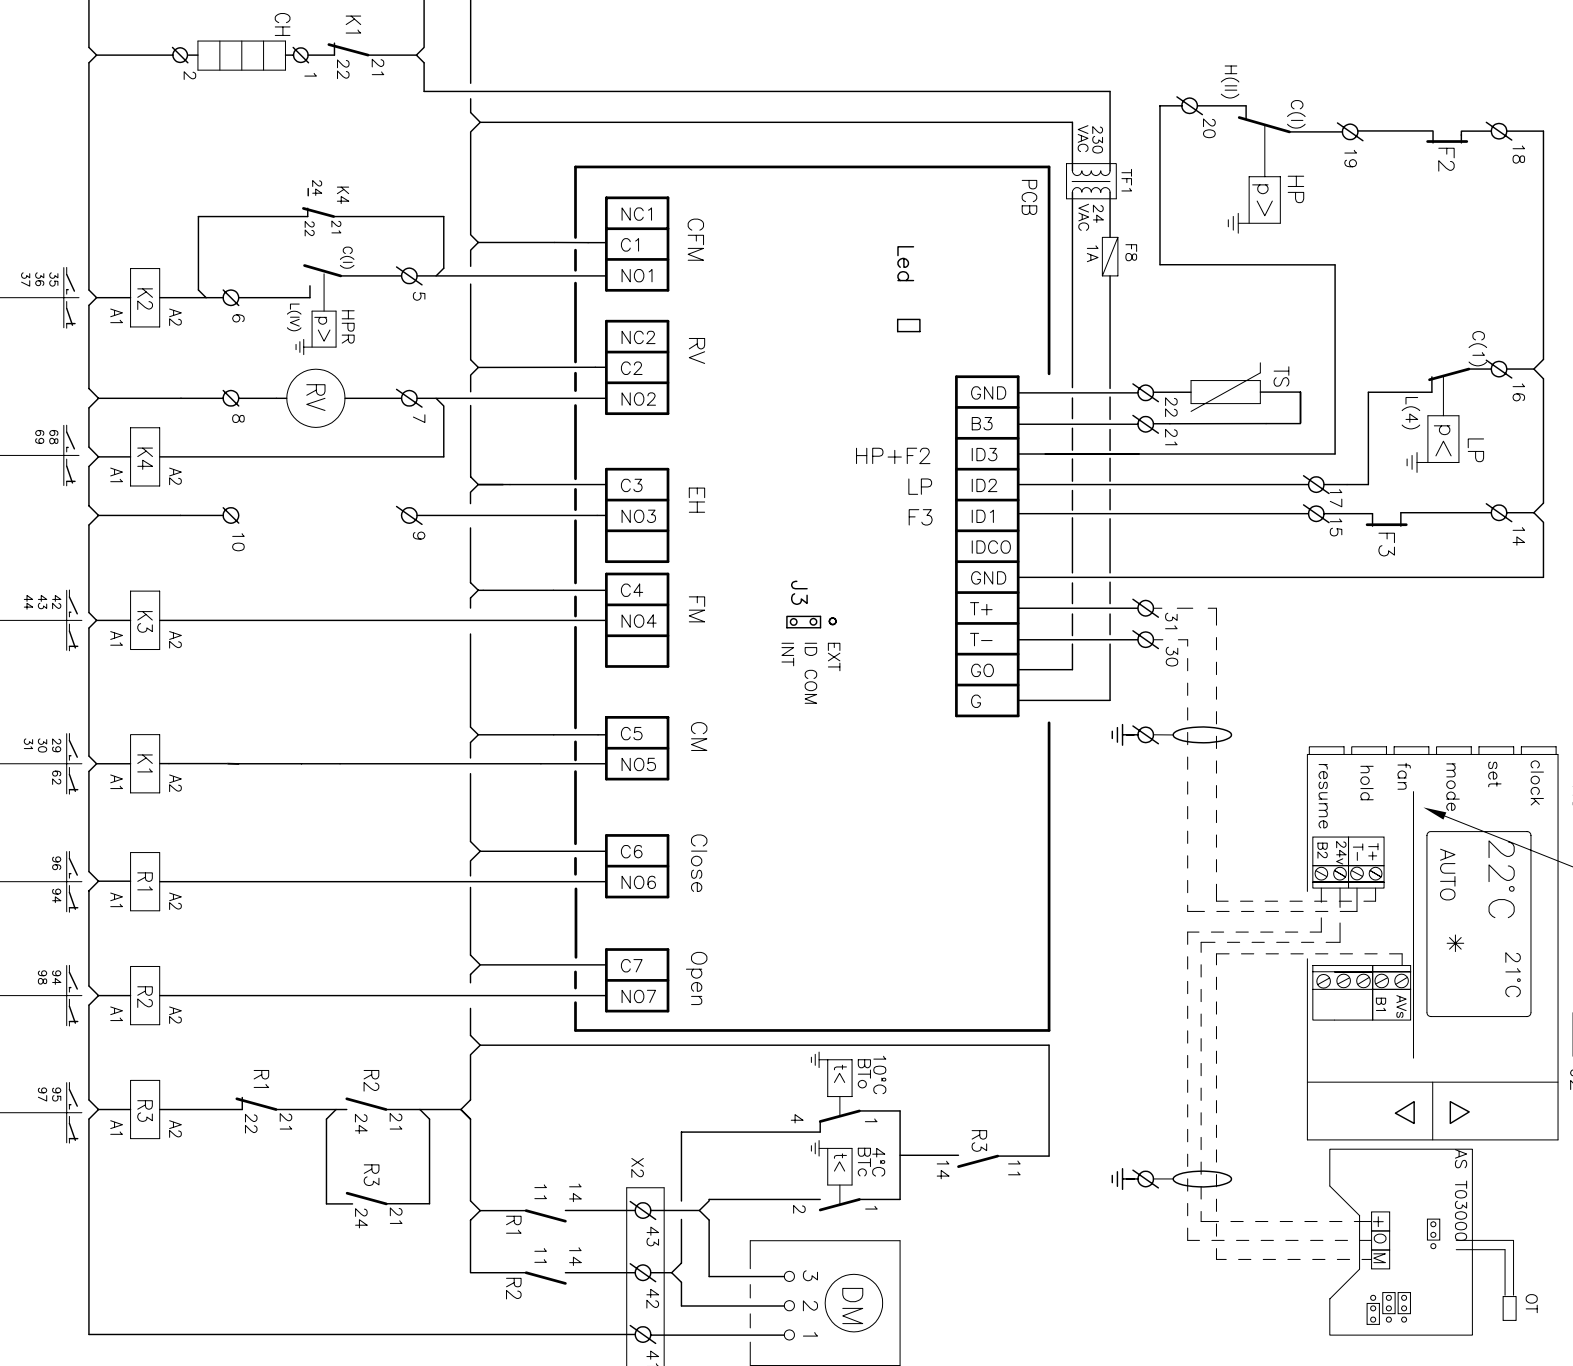 CH
K1
2
1
22
21
H(II)
C(I)
20
19
18
F2
HP
p>
230
VAC
TF1
24
VAC
F8
1A
PCB
Led
K4
24
21
22
C(I)
5
6
L(IV)
HPR
p>
35
36
37
K2
A1
A2
CFM
NC1
C1
NO1
RV
NC2
C2
NO2
RV
8
7
68
69
K4
A1
A2
EH
C3
NO3
10
9
FM
C4
NO4
42
43
44
K3
A1
A2
CM
C5
NO5
29
30
31
62
K1
A1
A2
Close
C6
NO6
96
94
R1
A1
A2
Open
C7
NO7
94
98
R2
A1
A2
95
97
R3
A1
A2
R1
22
21
R2
24
21
R3
24
21
GND
B3
HP+F2
ID3
LP
ID2
F3
ID1
IDCO
GND
T+
T-
GO
G
TS
22
21
C(1)
16
L(4)
LP
p<
17
15
F3
14
31
30
J3
EXT
ID COM
INT
clock
set
mode
fan
hold
resume
T+
T-
24v
B2
22°C
21°C
AUTO
AVs
B1
AS T03000
+
O
M
OT
10°C
BTo
t<
4
1
4°C
BTc
t<
2
1
R3
14
11
X2
11
14
R1
43
11
14
R2
42
3
2
1
DM